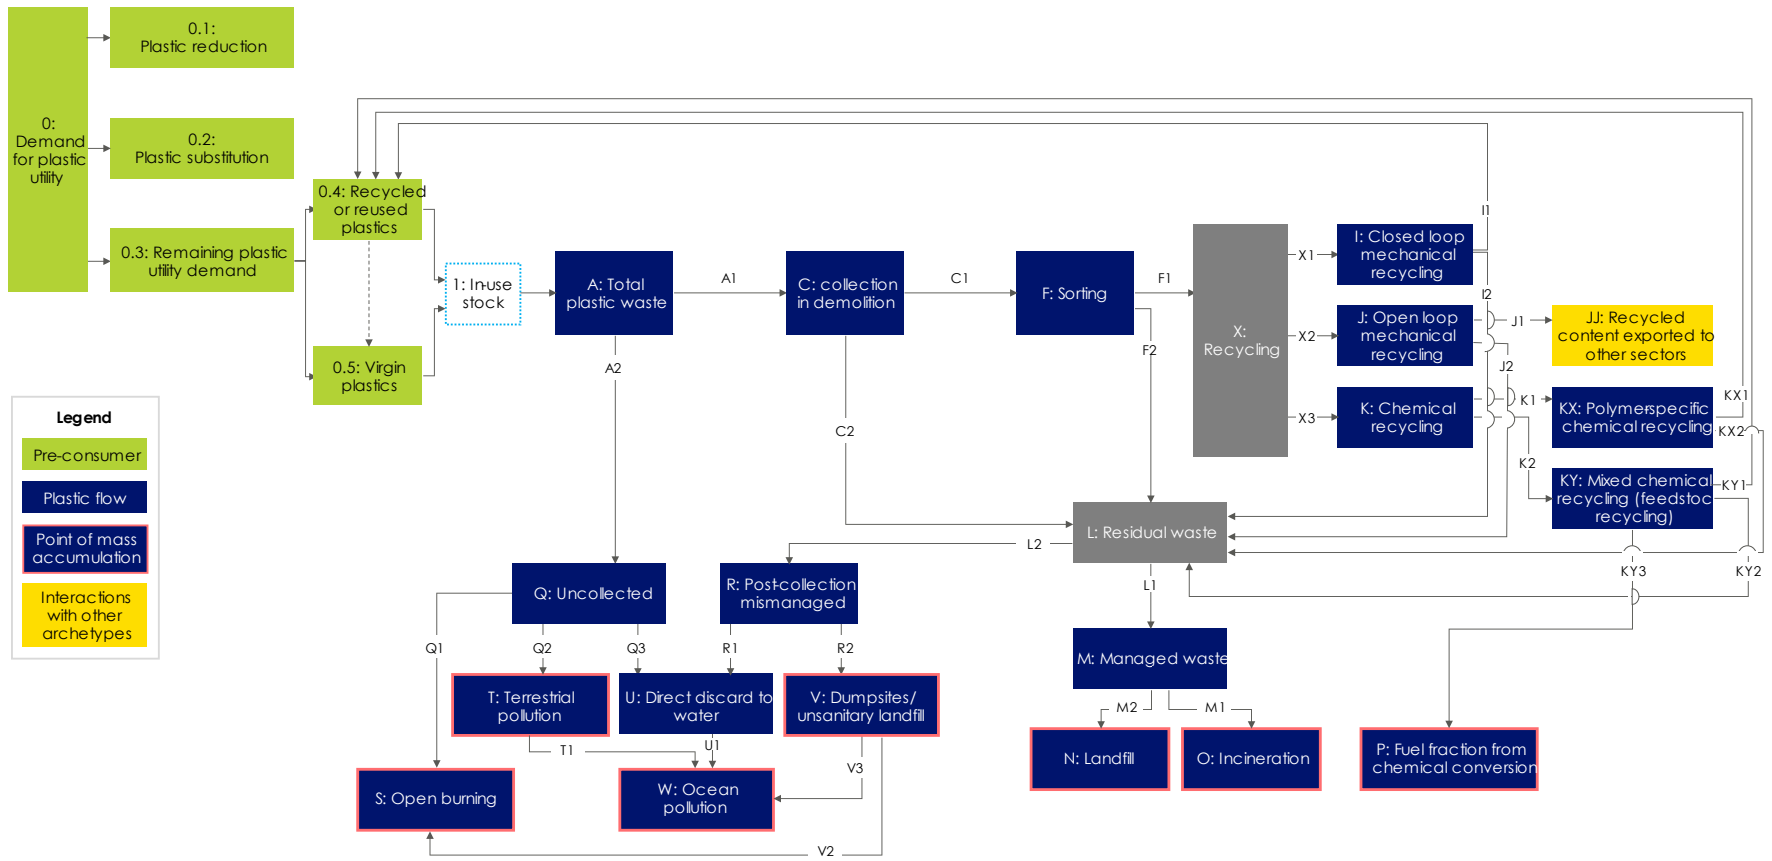 0:
Demand
for plastic
utility
0.1:
Plastic reduction
0.2:
Plastic substitution
0.3: Remaining plastic
utility demand
0.4: Recycled
or reused
plastics
0.5: Virgin
plastics
1: In-use
stock
A: Total
plastic waste
A1
A2
C: collection
in demolition
C1
C2
F: Sorting
F1
F2
X:
Recycling
X1
X2
X3
I: Closed loop
mechanical
recycling
I1
I2
J: Open loop
mechanical
recycling
J1
J2
JJ: Recycled
content exported to
other sectors
K: Chemical
recycling
K1
K2
KX: Polymer-specific
chemical recycling
KX1
KX2
KY: Mixed chemical
recycling (feedstoc
recycling)
KY1
KY2
KY3
L: Residual waste
L2
L1
Legend
Pre-consumer
Plastic flow
Point of mass
accumulation
Interactions
with other
archetypes
Q: Uncollected
Q1
Q2
Q3
R: Post-collection
mismanaged
R1
R2
M: Managed waste
M2
M1
T: Terrestrial
pollution
T1
U: Direct discard to
water
U1
V: Dumpsites/
unsanitary landfill
V3
V2
N: Landfill
O: Incineration
P: Fuel fraction from
chemical conversion
S: Open burning
W: Ocean
pollution